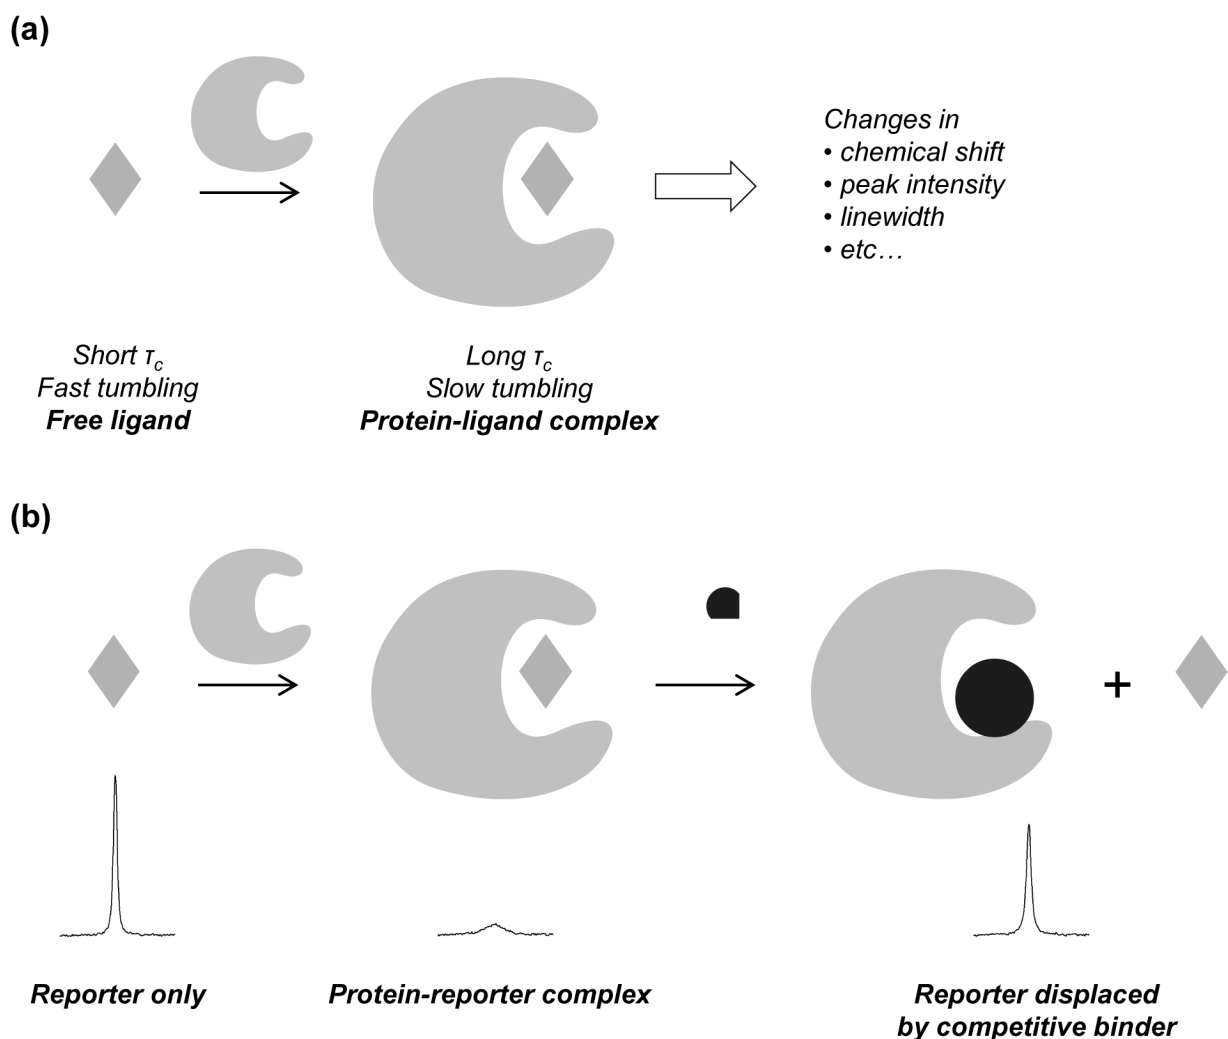 (a)
Changes in
• chemical shift
• peak intensity
• linewidth
• etc…
Short τc
Fast tumbling
Free ligand
Long τc
Slow tumbling
Protein-ligand complex
(b)
+
Reporter only
Protein-reporter complex
Reporter displaced
by competitive binder